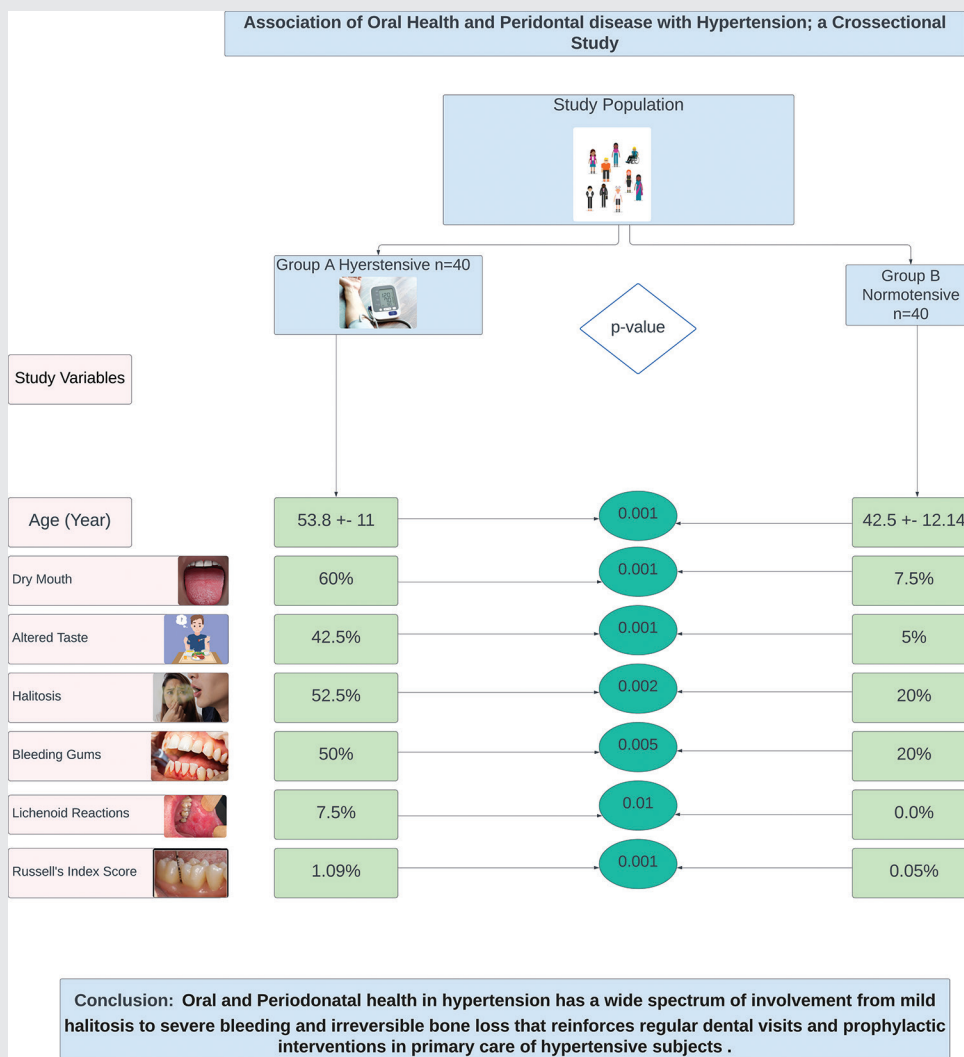 Association of Oral Health and Peridontal disease with Hypertension; a Crossectional
Study
Study Population
Group A Hyerstensive n=40
p-value
Group B
Normotensive
n=40
Study Variables
Age (Year)
53.8 +- 11
0.001
42.5 +- 12.14
Dry Mouth
60%
0.001
7.5%
Altered Taste
42.5%
0.001
5%
Halitosis
52.5%
0.002
20%
Bleeding Gums
50%
0.005
20%
Lichenoid Reactions
7.5%
0.01
0.0%
Russell's Index Score
1.09%
0.001
0.05%
Conclusion: Oral and Periodonatal health in hypertension has a wide spectrum of involvement from mild
halitosis to severe bleeding and irreversible bone loss that reinforces regular dental visits and prophylactic
interventions in primary care of hypertensive subjects .